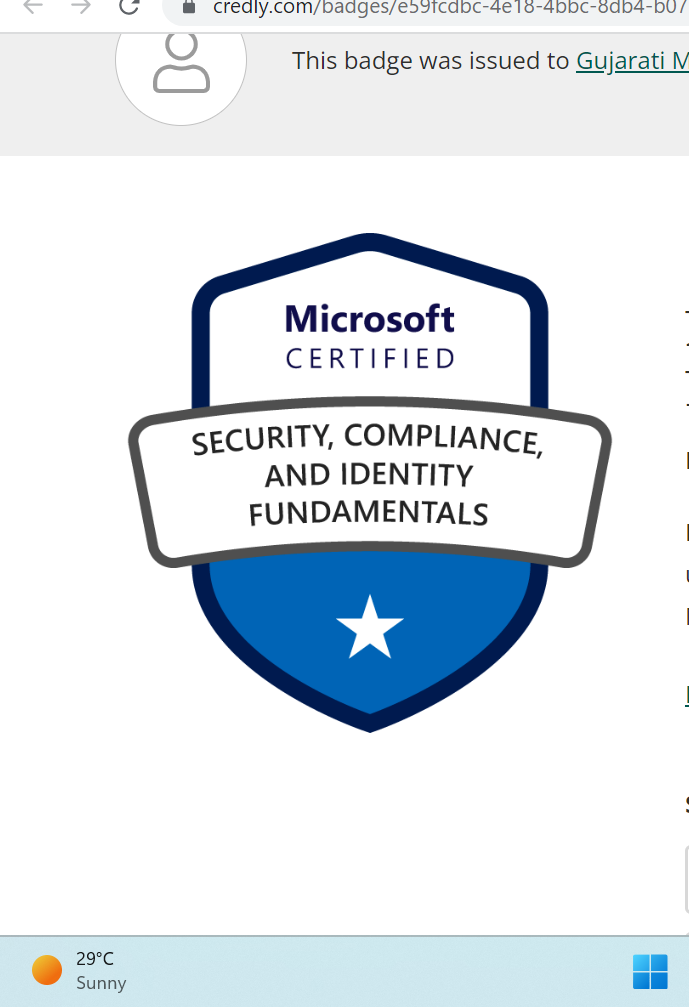 credly.com/badges/e59fcdbc-4e18-4bbc-8db4-b07
This badge was issued to Gujarati M
Microsoft
CERTIFIED
SECURITY, COMPLIANCE,
AND IDENTITY
FUNDAMENTALS
29°C
Sunny